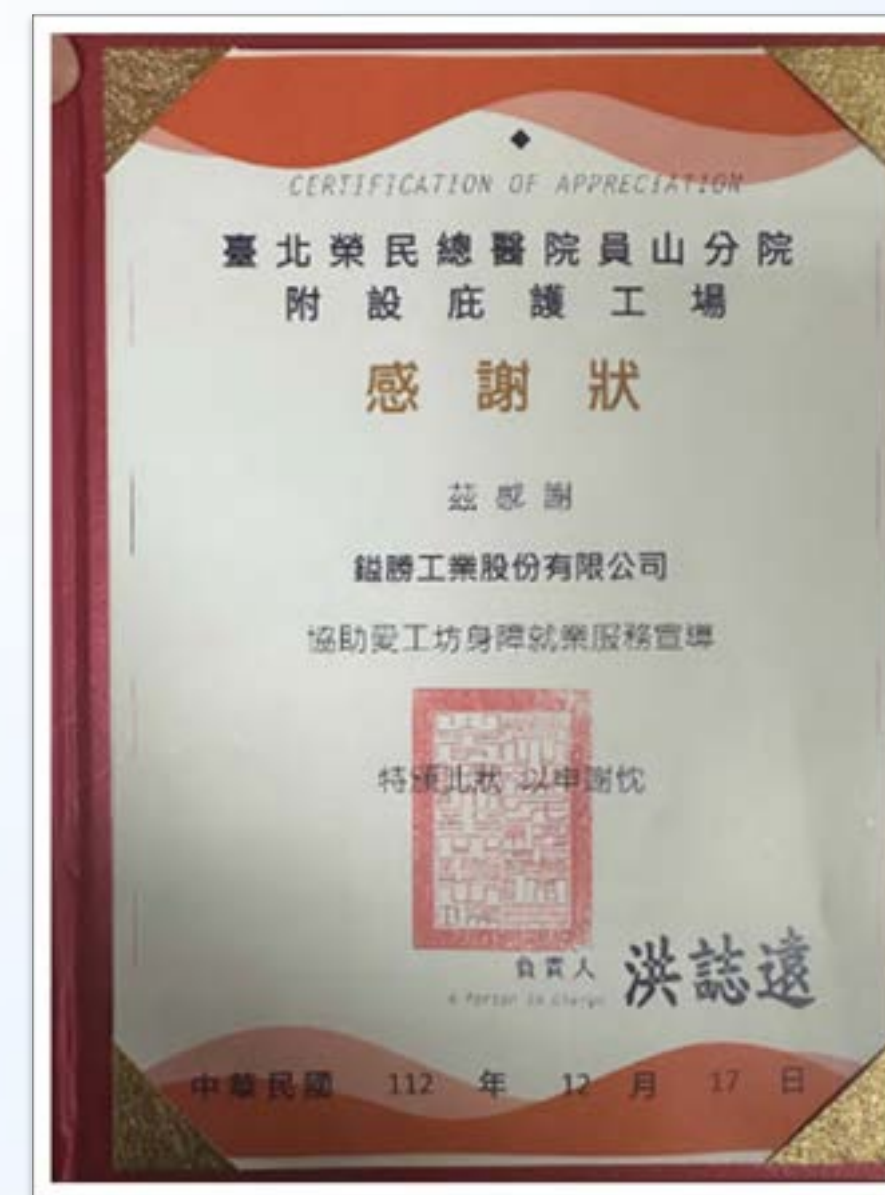 CERTIFICATION OF APPRECIATION
臺北榮民總醫院員山分院
附設庇護工場
感謝狀
茲感謝
鎰勝工業股份有限公司
協助愛工坊身障就業服務宣導
特頒此狀 以申謝忱
負責人 洪誌遠
A Person in Charge
中華民國 112 年 12 月 17 日